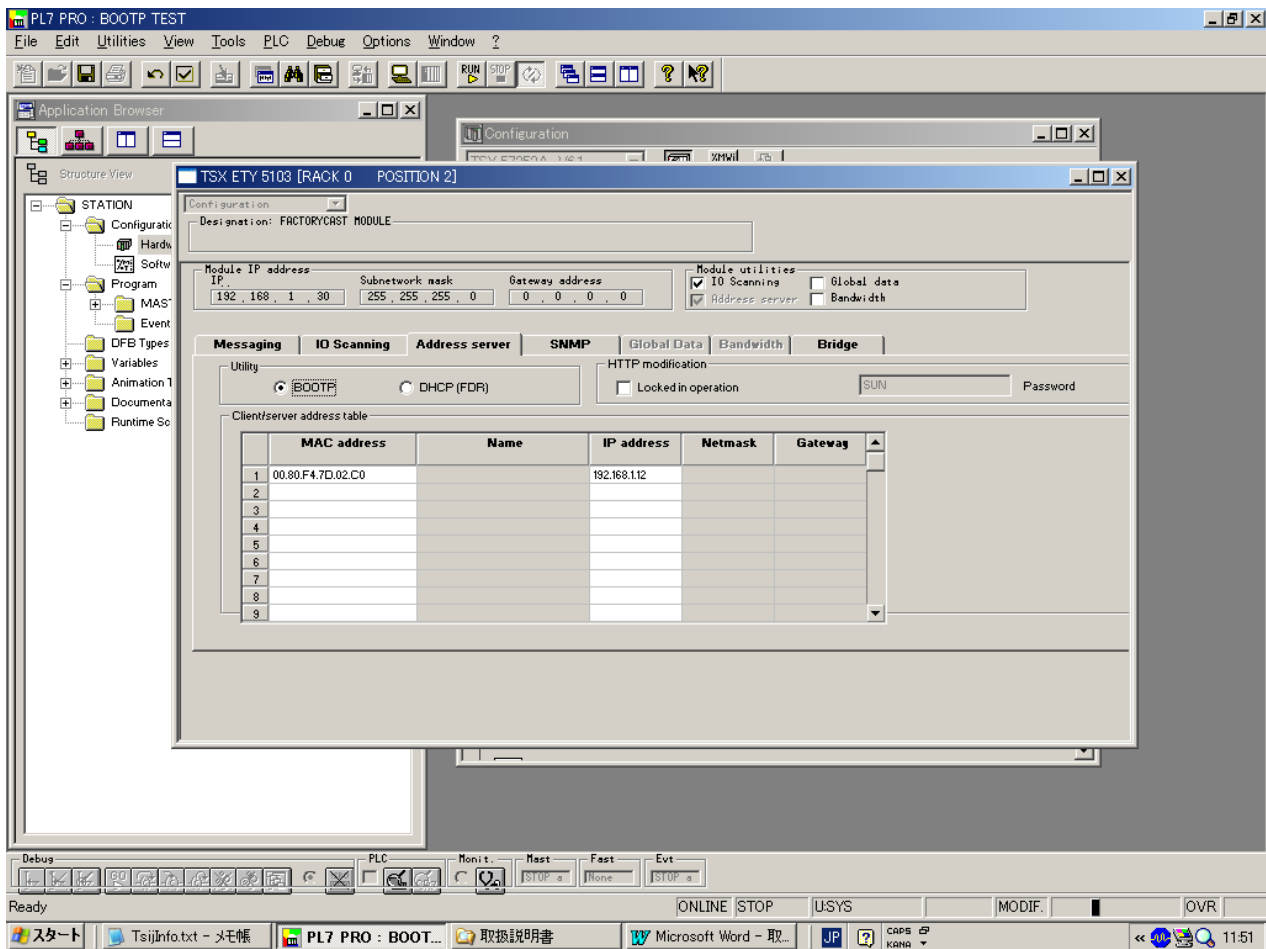 PL7 PRO : BOOTP TEST
File Edit Utilities View Tools PLC Debug Options Window ?
RUN STOP
Application Browser
Structure View
STATION
Configuratio
Hardw
Softw
Program
MAST
Event
DFB Types
Variables
Animation T
Documenta
Runtime Sc
Configuration
TSX ETY 5103 [RACK 0 POSITION 2]
Configuration
Designation: FACTORYCAST MODULE
Module IP address
IP..
Subnetwork mask
Gateway address
192 . 168 . 1 . 30
255 . 255 . 255 . 0
0 . 0 . 0 . 0
Module utilities
IO Scanning
Global data
Address server
Bandwidth
Messaging IO Scanning Address server SNMP Global Data Bandwidth Bridge
Utility
BOOTP
DHCP (FDR)
HTTP modification
Locked in operation
SUN
Password
Client/server address table
MAC address Name IP address Netmask Gateway
1 00.80.F4.7D.02.C0 192.168.1.12
2
3
4
5
6
7
8
9
Debug PLC Monit. Mast Fast Evt
GO
STOP a None STOP a
Ready ONLINE STOP U:SYS MODIF. OVR
スタート TsijInfo.txt - メモ帳 PL7 PRO : BOOT... 取扱説明書 Microsoft Word - 取... JP CAPS KANA 11:51